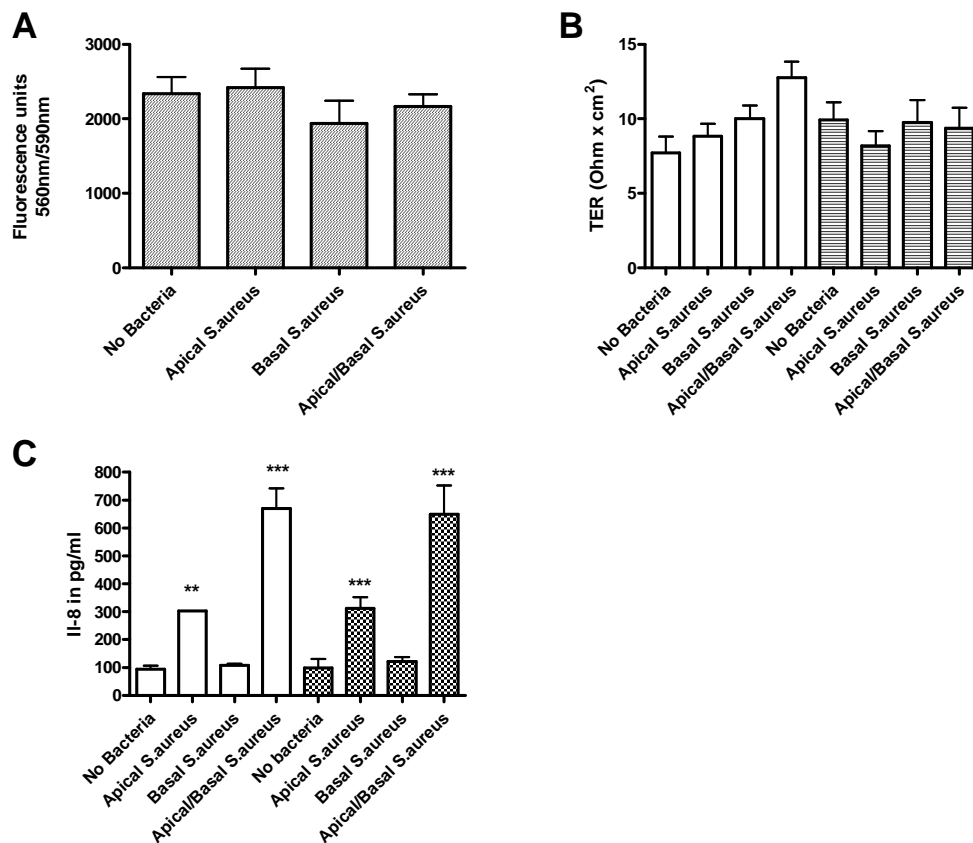 A
3000
2000
1000
0
Fluorescence units
560nm/590nm
No Bacteria
Apical S.aureus
Basal S.aureus
Apical/Basal S.aureus
B
15
10
5
0
TER (Ohm x cm²)
No Bacteria
Apical S.aureus
Basal S.aureus
Apical/Basal S.aureus
No Bacteria
Apical S.aureus
Basal S.aureus
Apical/Basal S.aureus
C
800
700
600
500
400
300
200
100
0
Il-8 in pg/ml
**
***
***
***
No Bacteria
Apical S.aureus
Basal S.aureus
Apical/Basal S.aureus
No bacteria
Apical S.aureus
Basal S.aureus
Apical/Basal S.aureus